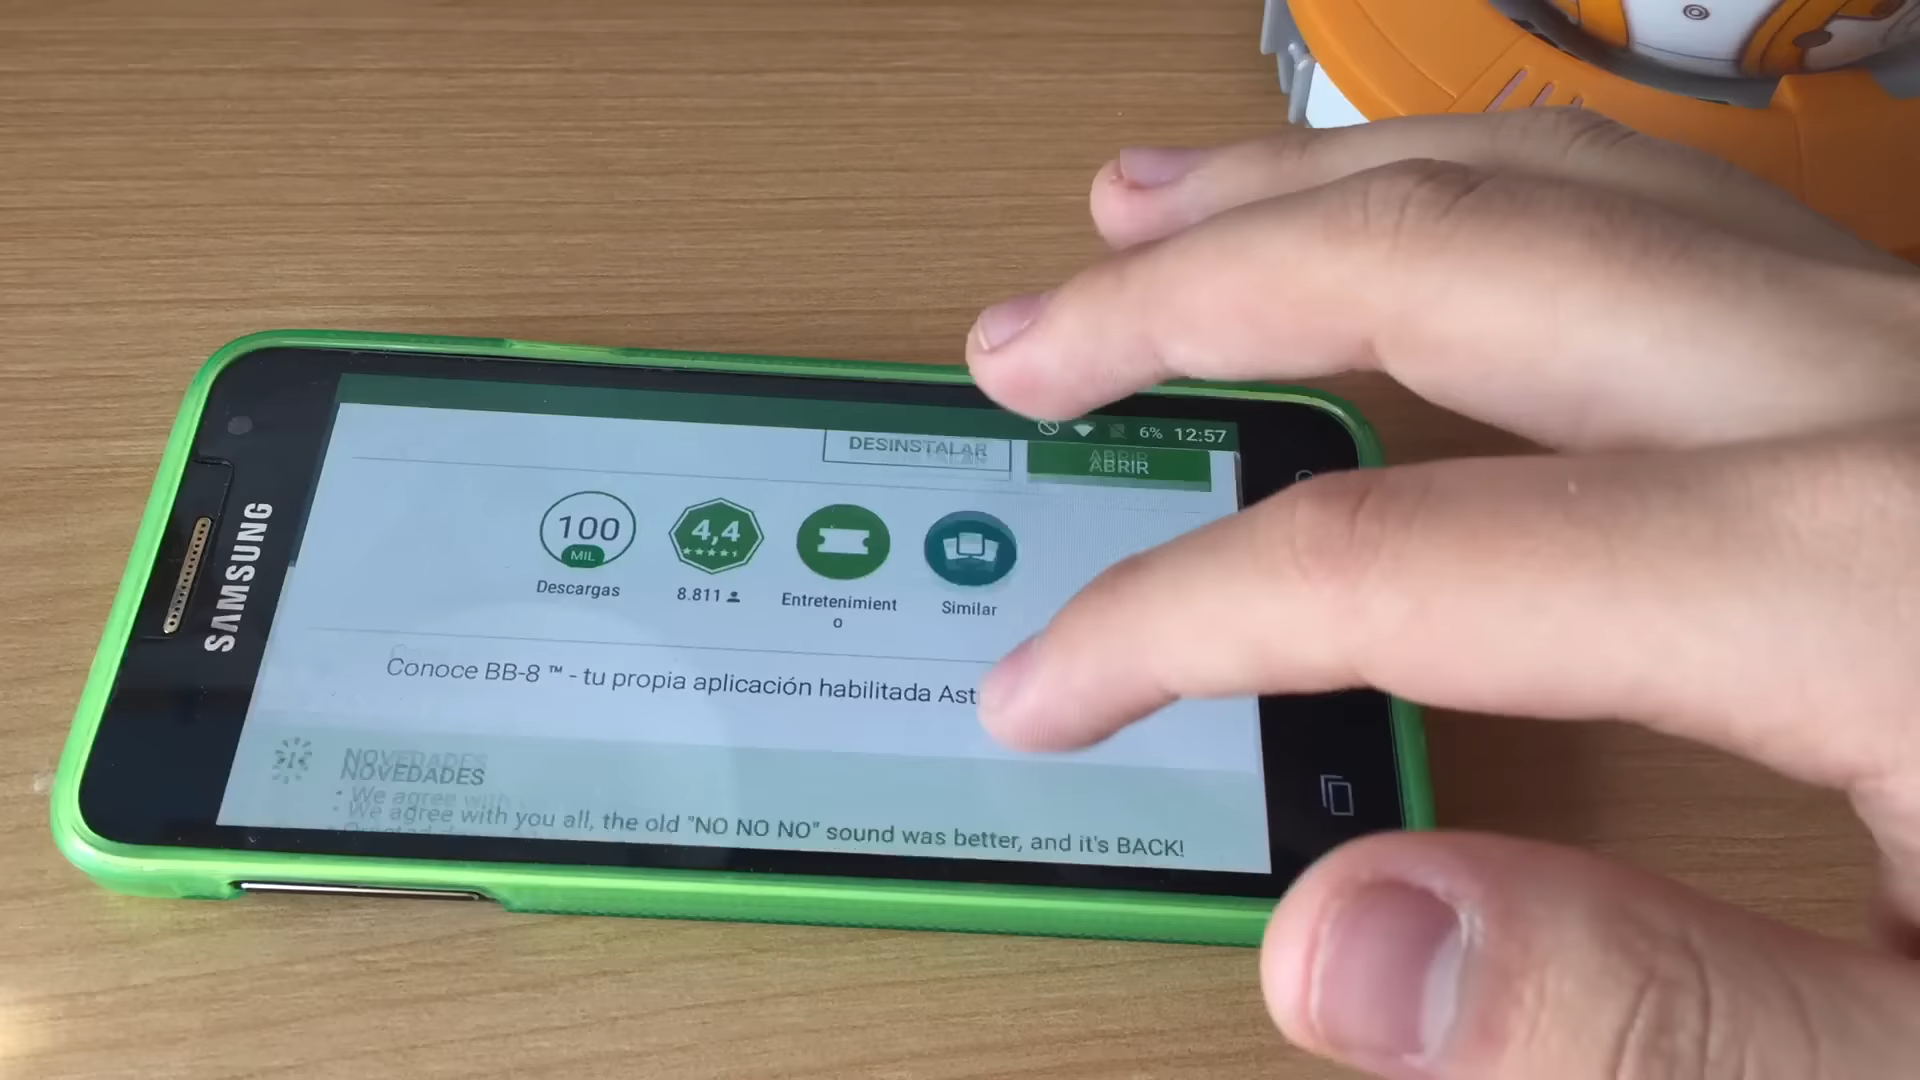 SAMSUNG
6% 12:57
DESINSTALAR
ABRIR
100
MIL
Descargas
4,4
8.811
Entretenimient
o
Similar
Conoce BB-8 ™ - tu propia aplicación habilitada Ast
NOVEDADES
• We agree with you all, the old "NO NO NO" sound was better, and it's BACK!